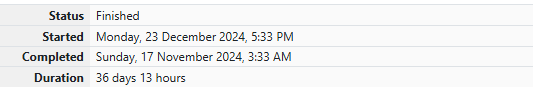 Status Finished
Started Monday, 23 December 2024, 5:33 PM
Completed Sunday, 17 November 2024, 3:33 AM
Duration 36 days 13 hours